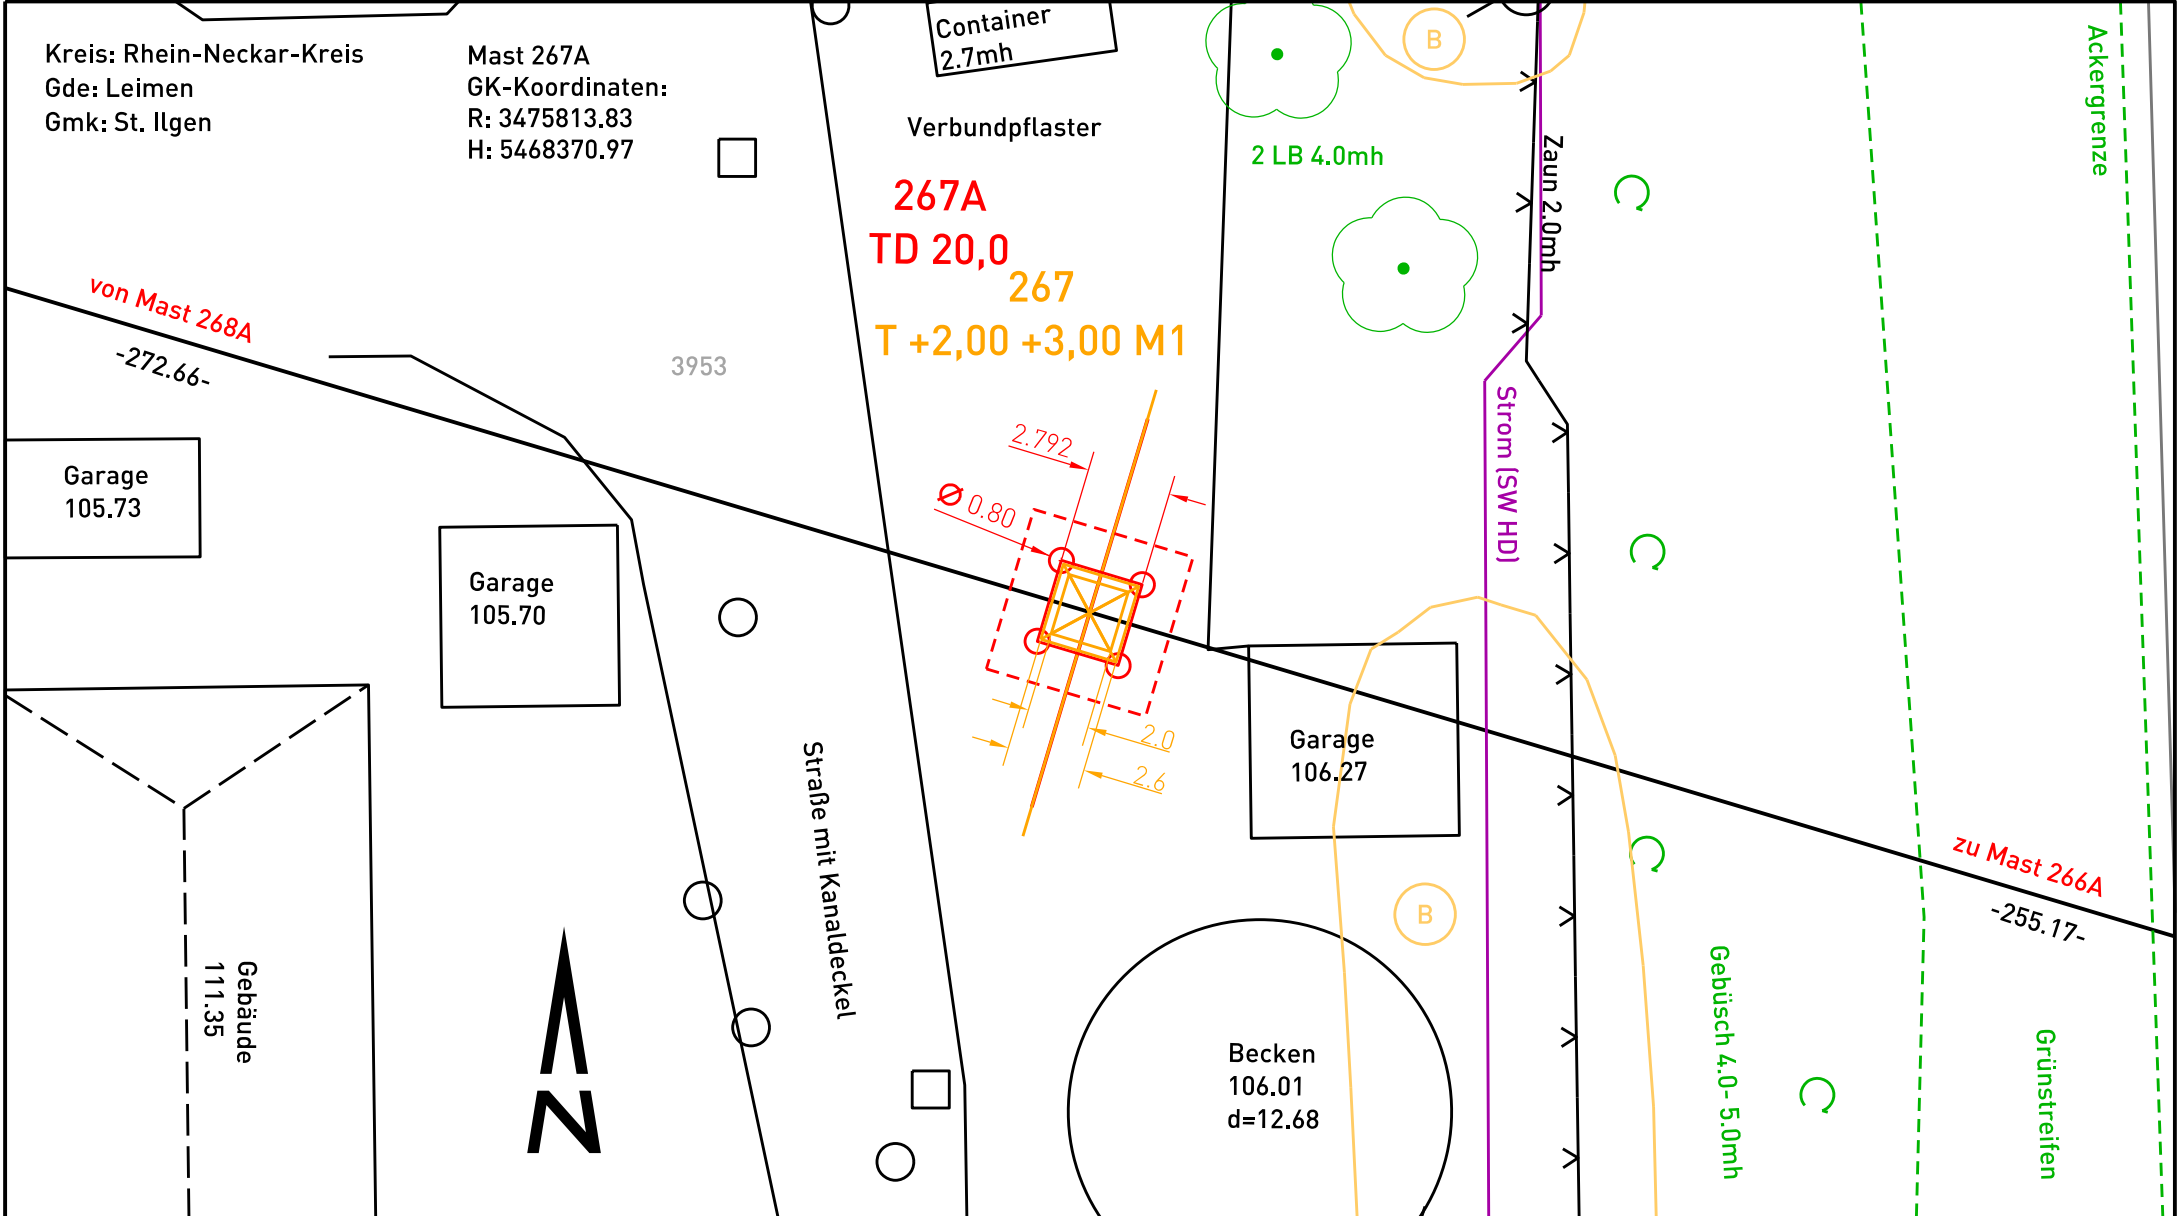 Kreis: Rhein-Neckar-Kreis
Gde: Leimen
Gmk: St. Ilgen
Mast 267A
GK-Koordinaten:
R: 3475813.83
H: 5468370.97
Container
2.7mh
Verbundpflaster
267A
TD 20,0
267
T +2,00 +3,00 M1
B
2 LB 4.0mh
Zaun 2.0mh
Ackergrenze
von Mast 268A
-272.66-
3953
2.792
Ø 0.80
Strom (SW HD)
Garage
105.73
Garage
105.70
2.0
2.6
Garage
106.27
Straße mit Kanaldeckel
zu Mast 266A
-255.17-
B
Gebäude
111.35
N
Becken
106.01
d=12.68
Gebüsch 4.0- 5.0mh
Grünstreifen